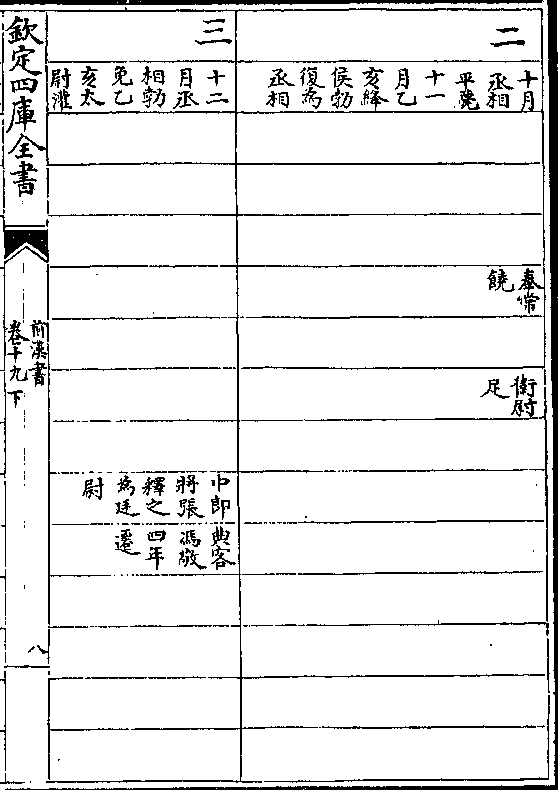 二
十月
丞相
平薨
十一
月乙
亥絳
侯勃
復為
丞相
奉常
饒
衛尉
足
三
十二
月丞
相勃
免乙
亥太
尉灌
中郎
將張
釋之
為廷
尉
典客
馮敬
四年
遷
欽定四庫全書
前漢書
卷十九下
八